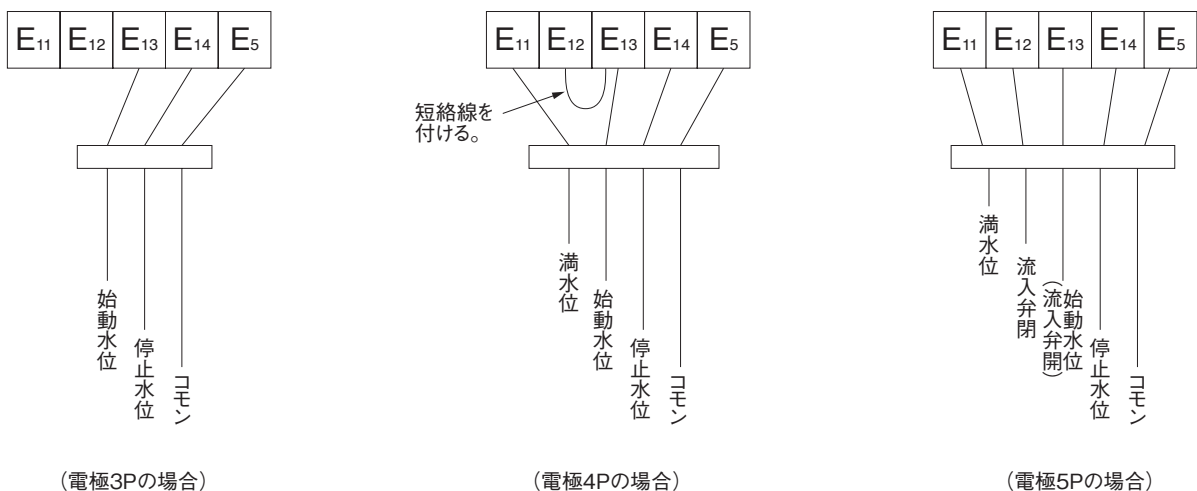 E11 E12 E13 E14 E5
始動水位
停止水位
コモン
(電極3Pの場合)
E11 E12 E13 E14 E5
短絡線を
付ける。
満水位
始動水位
停止水位
コモン
(電極4Pの場合)
E11 E12 E13 E14 E5
満水位
流入弁閉
始動水位
(流入弁開)
停止水位
コモン
(電極5Pの場合)